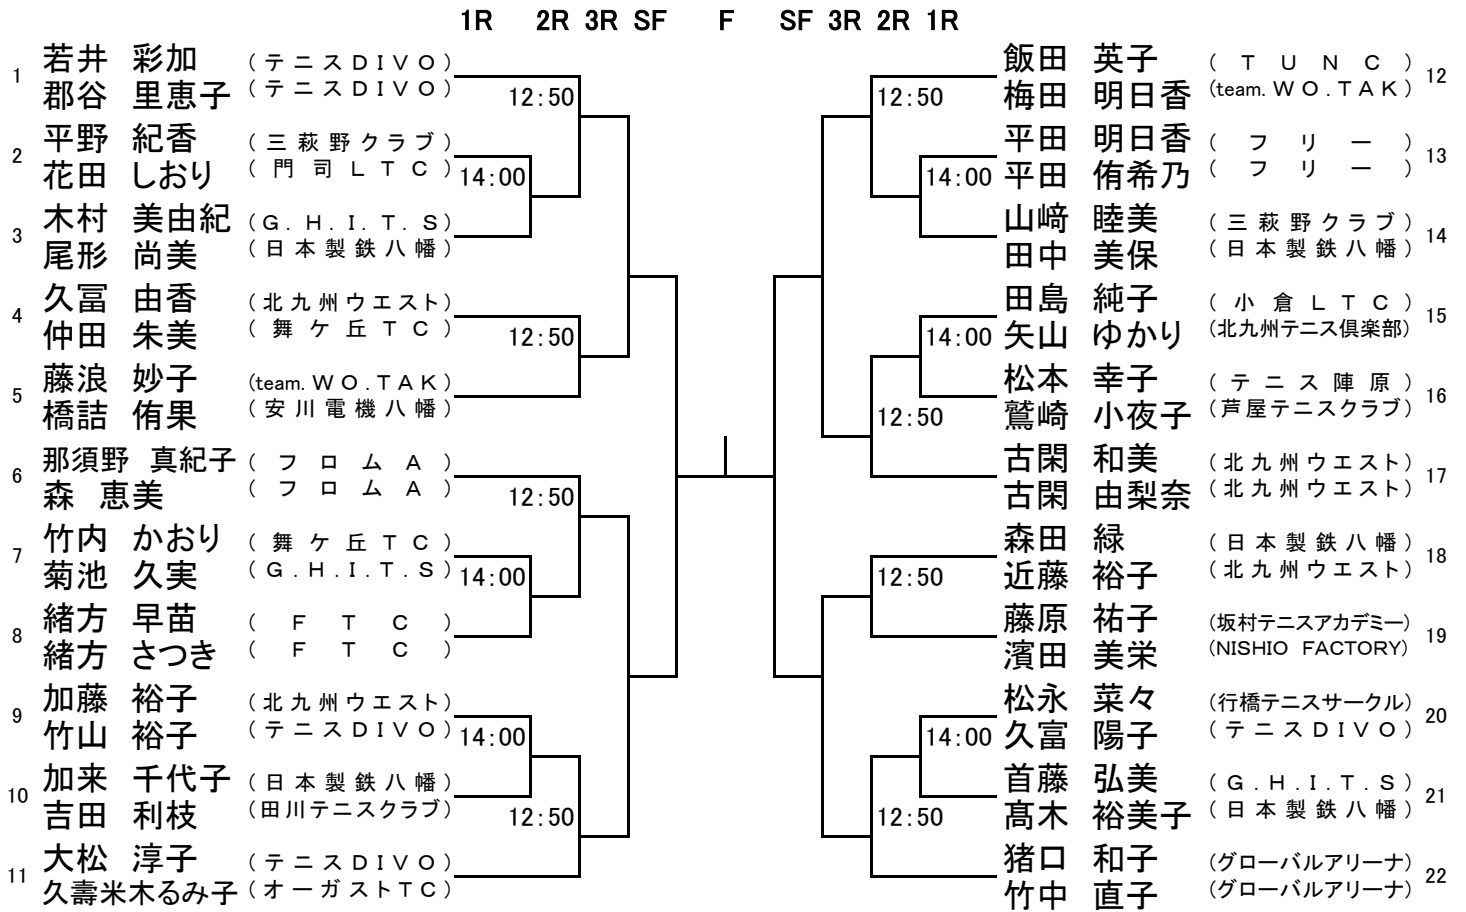 1R 2R 3R SF F SF 3R 2R 1R
1 若井 彩加 (テニスDIVO)
郡谷 里恵子 (テニスDIVO)
12:50
2 平野 紀香 (三萩野クラブ)
花田 しおり (門司LTC)
14:00
3 木村 美由紀 (G.H.I.T.S)
尾形 尚美 (日本製鉄八幡)
4 久冨 由香 (北九州ウエスト)
仲田 朱美 (舞ケ丘TC)
12:50
5 藤浪 妙子 (team.WO.TAK)
橋詰 侑果 (安川電機八幡)
6 那須野 真紀子 (フロムA)
森 恵美 (フロムA)
12:50
7 竹内 かおり (舞ケ丘TC)
菊池 久実 (G.H.I.T.S)
14:00
8 緒方 早苗 (FTC)
緒方 さつき (FTC)
9 加藤 裕子 (北九州ウエスト)
竹山 裕子 (テニスDIVO)
14:00
10 加来 千代子 (日本製鉄八幡)
吉田 利枝 (田川テニスクラブ)
12:50
11 大松 淳子 (テニスDIVO)
久壽米木るみ子 (オーガストTC)
飯田 英子 (TUNC) 12
梅田 明日香 (team.WO.TAK)
12:50
平田 明日香 (フリー) 13
平田 侑希乃 (フリー)
14:00
山﨑 睦美 (三萩野クラブ) 14
田中 美保 (日本製鉄八幡)
田島 純子 (小倉LTC) 15
矢山 ゆかり (北九州テニス倶楽部)
14:00
松本 幸子 (テニス陣原) 16
鷲崎 小夜子 (芦屋テニスクラブ)
12:50
古閑 和美 (北九州ウエスト) 17
古閑 由梨奈 (北九州ウエスト)
森田 緑 (日本製鉄八幡) 18
近藤 裕子 (北九州ウエスト)
12:50
藤原 祐子 (坂村テニスアカデミー) 19
濱田 美栄 (NISHIO FACTORY)
松永 菜々 (行橋テニスサークル) 20
久富 陽子 (テニスDIVO)
14:00
首藤 弘美 (G.H.I.T.S) 21
髙木 裕美子 (日本製鉄八幡)
12:50
猪口 和子 (グローバルアリーナ) 22
竹中 直子 (グローバルアリーナ)